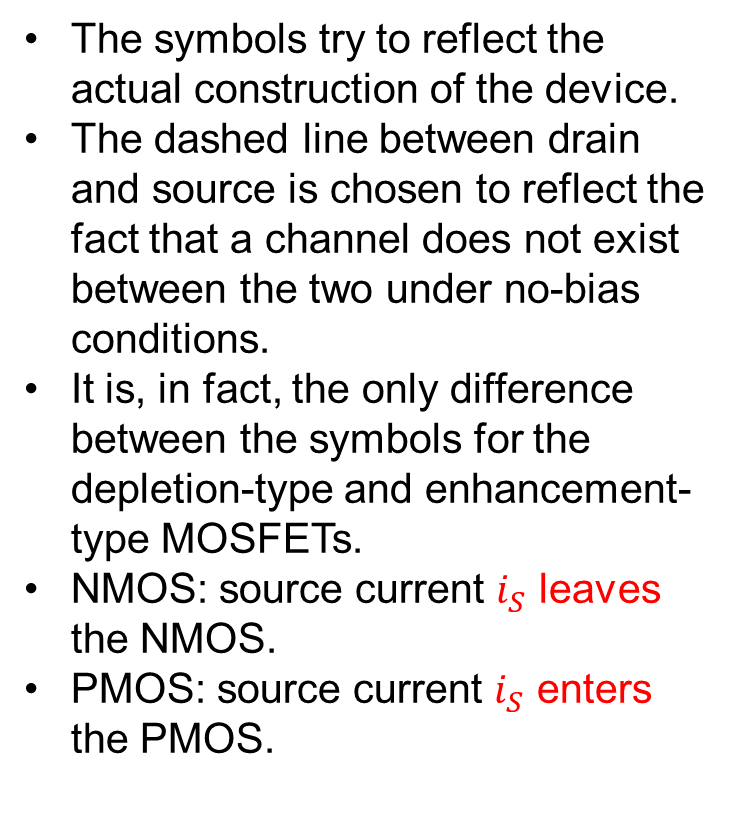 • The symbols try to reflect the
actual construction of the device.
• The dashed line between drain
and source is chosen to reflect the
fact that a channel does not exist
between the two under no-bias
conditions.
• It is, in fact, the only difference
between the symbols for the
depletion-type and enhancement-
type MOSFETs.
• NMOS: source current i_S leaves
the NMOS.
• PMOS: source current i_S enters
the PMOS.